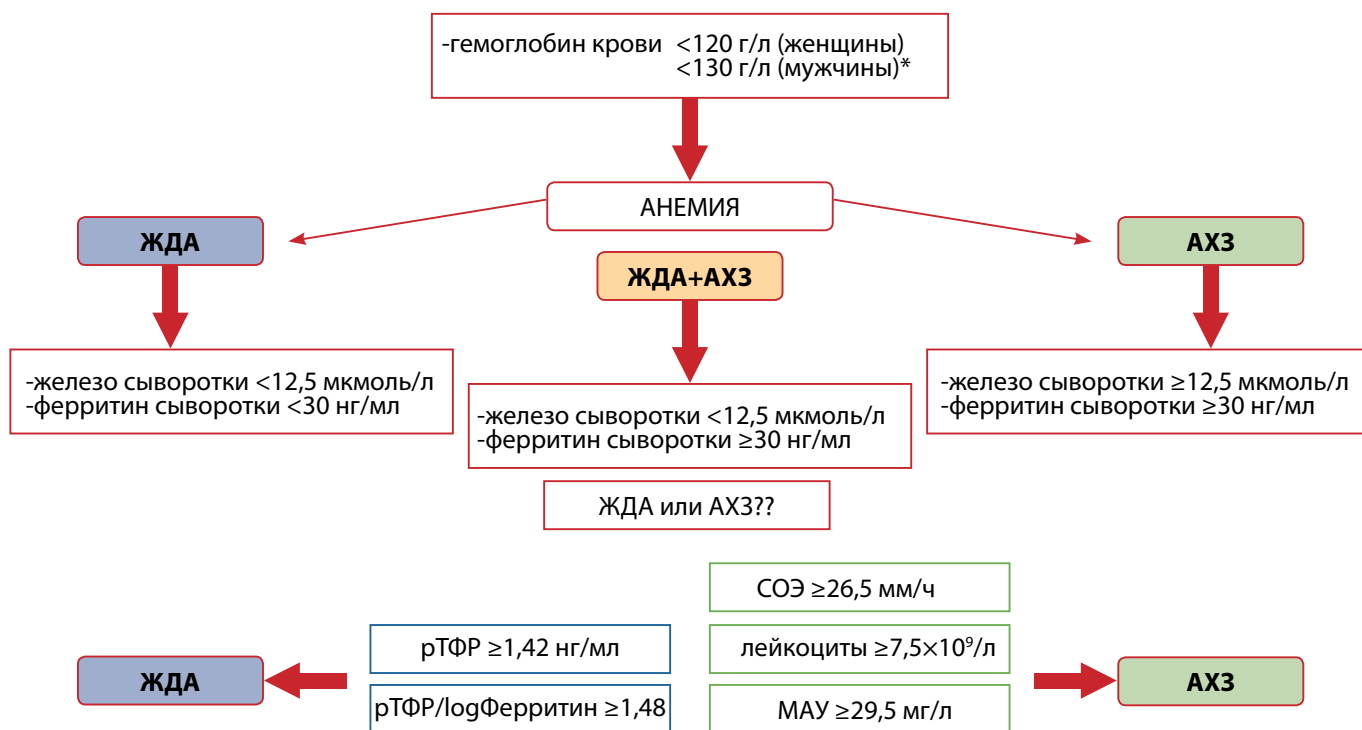 -гемоглобин крови <120 г/л (женщины)
<130 г/л (мужчины)*
АНЕМИЯ
ЖДА
ЖДА+АХЗ
АХЗ
-железо сыворотки <12,5 мкмоль/л
-ферритин сыворотки <30 нг/мл
-железо сыворотки <12,5 мкмоль/л
-ферритин сыворотки ≥30 нг/мл
-железо сыворотки ≥12,5 мкмоль/л
-ферритин сыворотки ≥30 нг/мл
ЖДА или АХЗ??
СОЭ ≥26,5 мм/ч
рТФР ≥1,42 нг/мл
лейкоциты ≥7,5×10⁹/л
ЖДА
АХЗ
рТФР/logФерритин ≥1,48
МАУ ≥29,5 мг/л